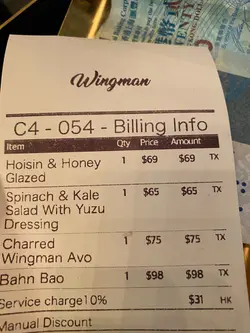 Wingman
C4 - 054 - Billing Info
Item Qty Price Amount
Hoisin & Honey 1 $69 $69 TX
Glazed
Spinach & Kale 1 $65 $65 TX
Salad With Yuzu
Dressing
Charred 1 $75 $75 TX
Wingman Avo
Bahn Bao 1 $98 $98 TX
Service charge10% $31 HK
Manual Discount